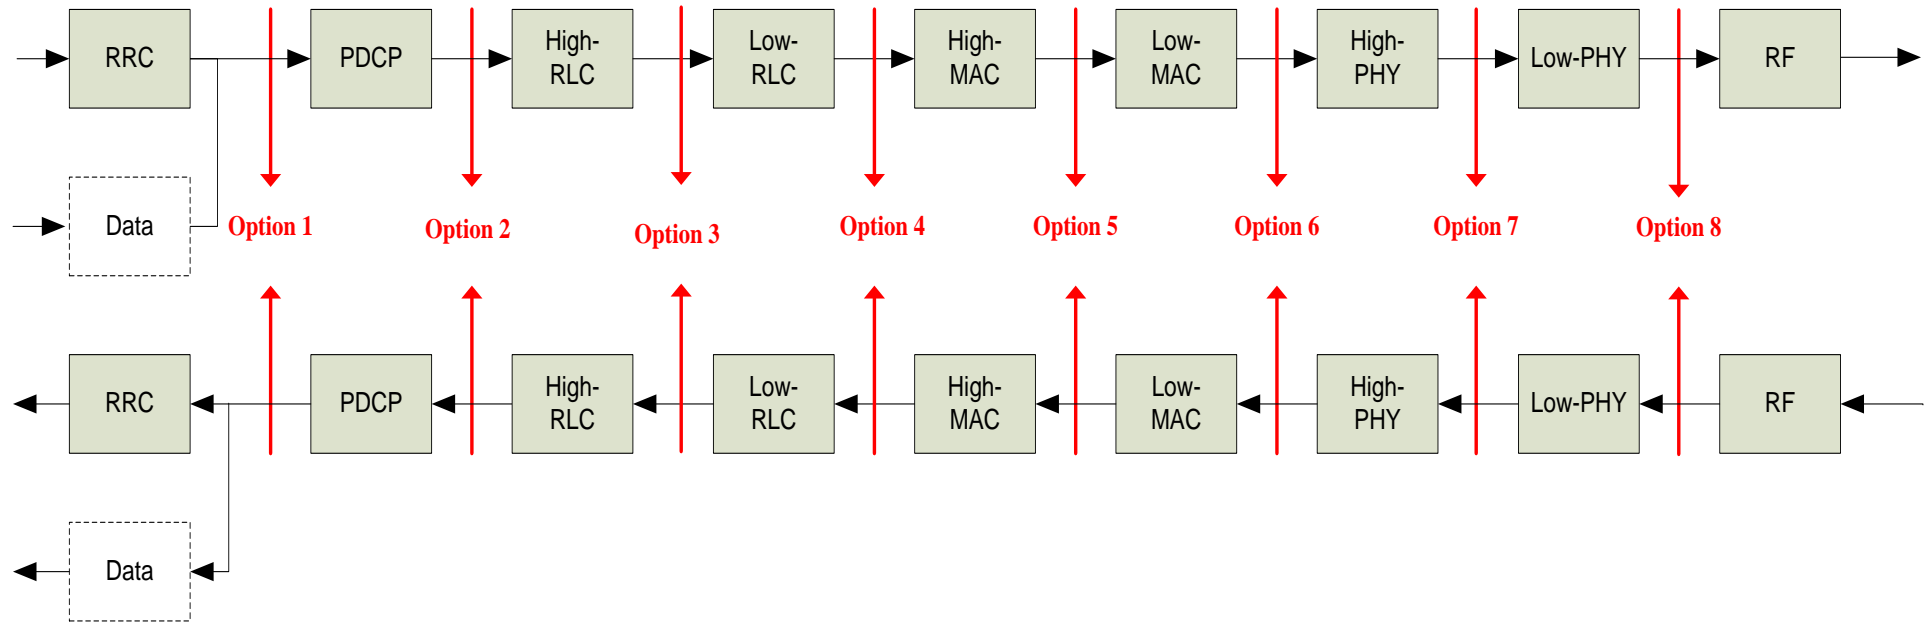 RRC
PDCP
High-
RLC
Low-
RLC
High-
MAC
Low-
MAC
High-
PHY
Low-PHY
RF
Data
Option 1
Option 2
Option 3
Option 4
Option 5
Option 6
Option 7
Option 8
RRC
PDCP
High-
RLC
Low-
RLC
High-
MAC
Low-
MAC
High-
PHY
Low-PHY
RF
Data